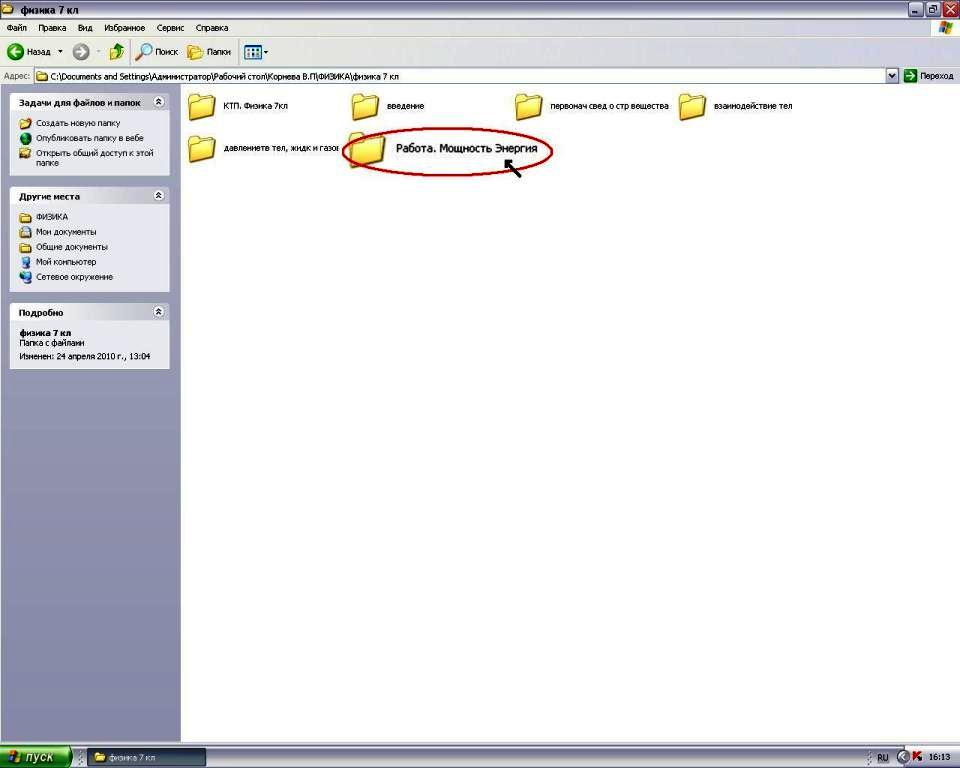 физика 7 кл
Файл Правка Вид Избранное Сервис Справка
Назад Поиск Папки
Адрес: C:\Documents and Settings\Администратор\Рабочий стол\Корнева В.П\ФИЗИКА\физика 7 кл Переход
Задачи для файлов и папок
Создать новую папку
Опубликовать папку в вебе
Открыть общий доступ к этой
папке
Другие места
ФИЗИКА
Мои документы
Общие документы
Мой компьютер
Сетевое окружение
Подробно
физика 7 кл
Папка с файлами
Изменен: 24 апреля 2010 г., 13:04
КТП. Физика 7кл
введение
первонач свед о стр вещества
взаимодействие тел
давлениетв тел, жидк и газов
Работа. Мощность Энергия
пуск
физика 7 кл
RU
16:13